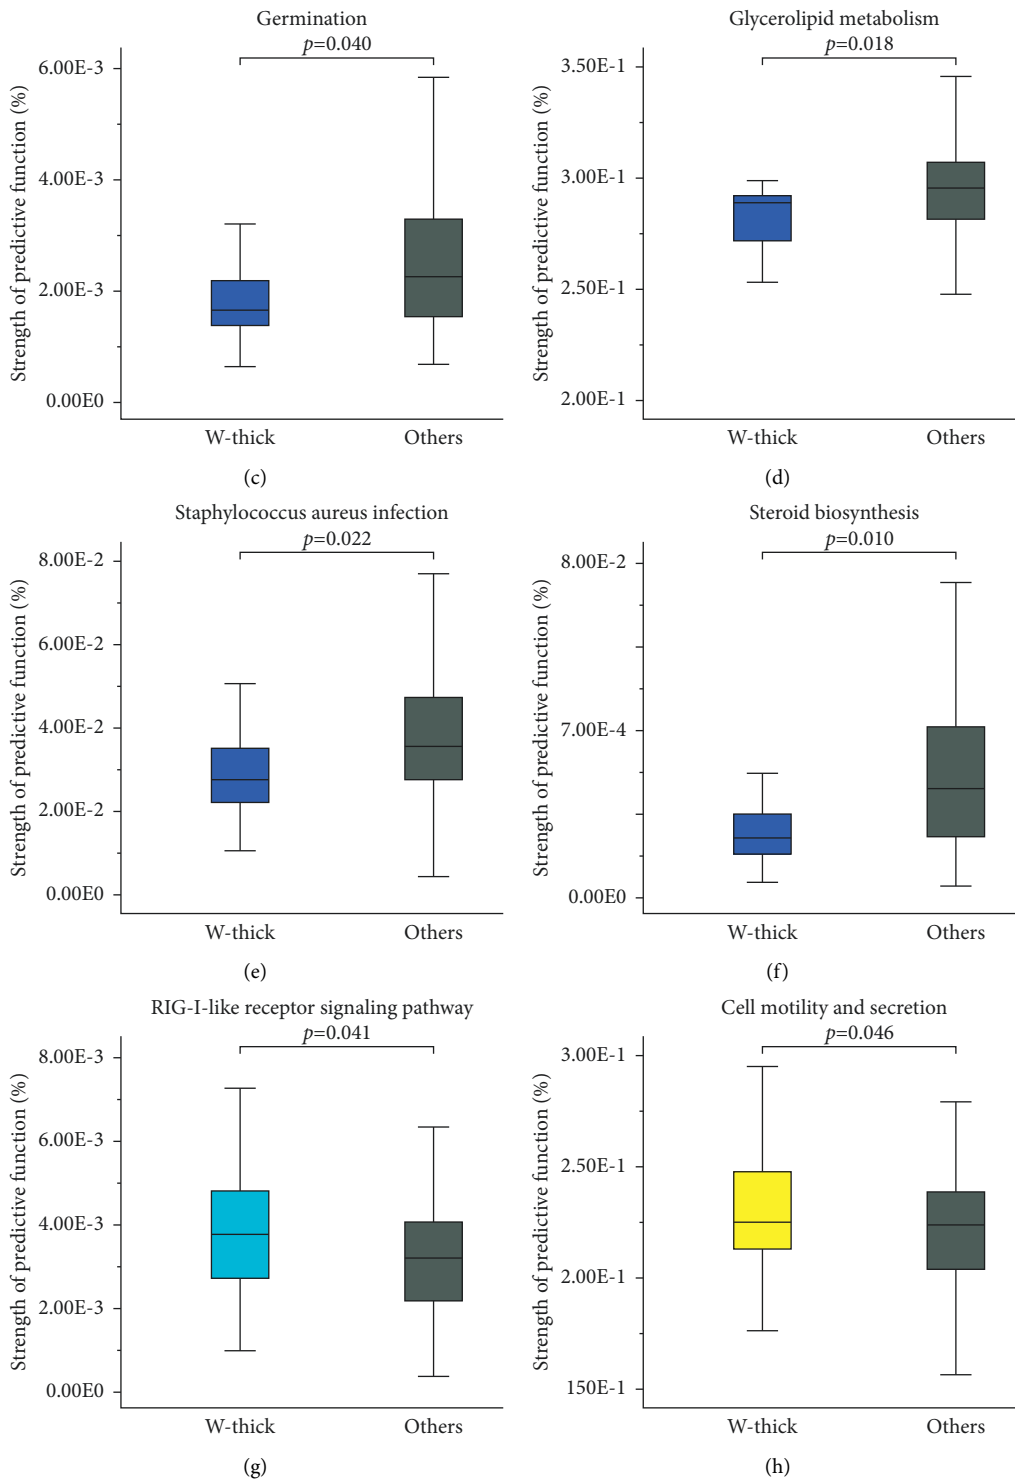 Germination
p=0.040
Strength of predictive function (%)
6.00E-3
4.00E-3
2.00E-3
0.00E0
W-thick
Others
(c)
Glycerolipid metabolism
p=0.018
Strength of predictive function (%)
3.50E-1
3.00E-1
2.50E-1
2.00E-1
W-thick
Others
(d)
Staphylococcus aureus infection
p=0.022
Strength of predictive function (%)
8.00E-2
6.00E-2
4.00E-2
2.00E-2
0.00E0
W-thick
Others
(e)
Steroid biosynthesis
p=0.010
Strength of predictive function (%)
8.00E-2
7.00E-4
0.00E0
W-thick
Others
(f)
RIG-I-like receptor signaling pathway
p=0.041
Strength of predictive function (%)
8.00E-3
6.00E-3
4.00E-3
2.00E-3
0.00E0
W-thick
Others
(g)
Cell motility and secretion
p=0.046
Strength of predictive function (%)
3.00E-1
2.50E-1
2.00E-1
150E-1
W-thick
Others
(h)